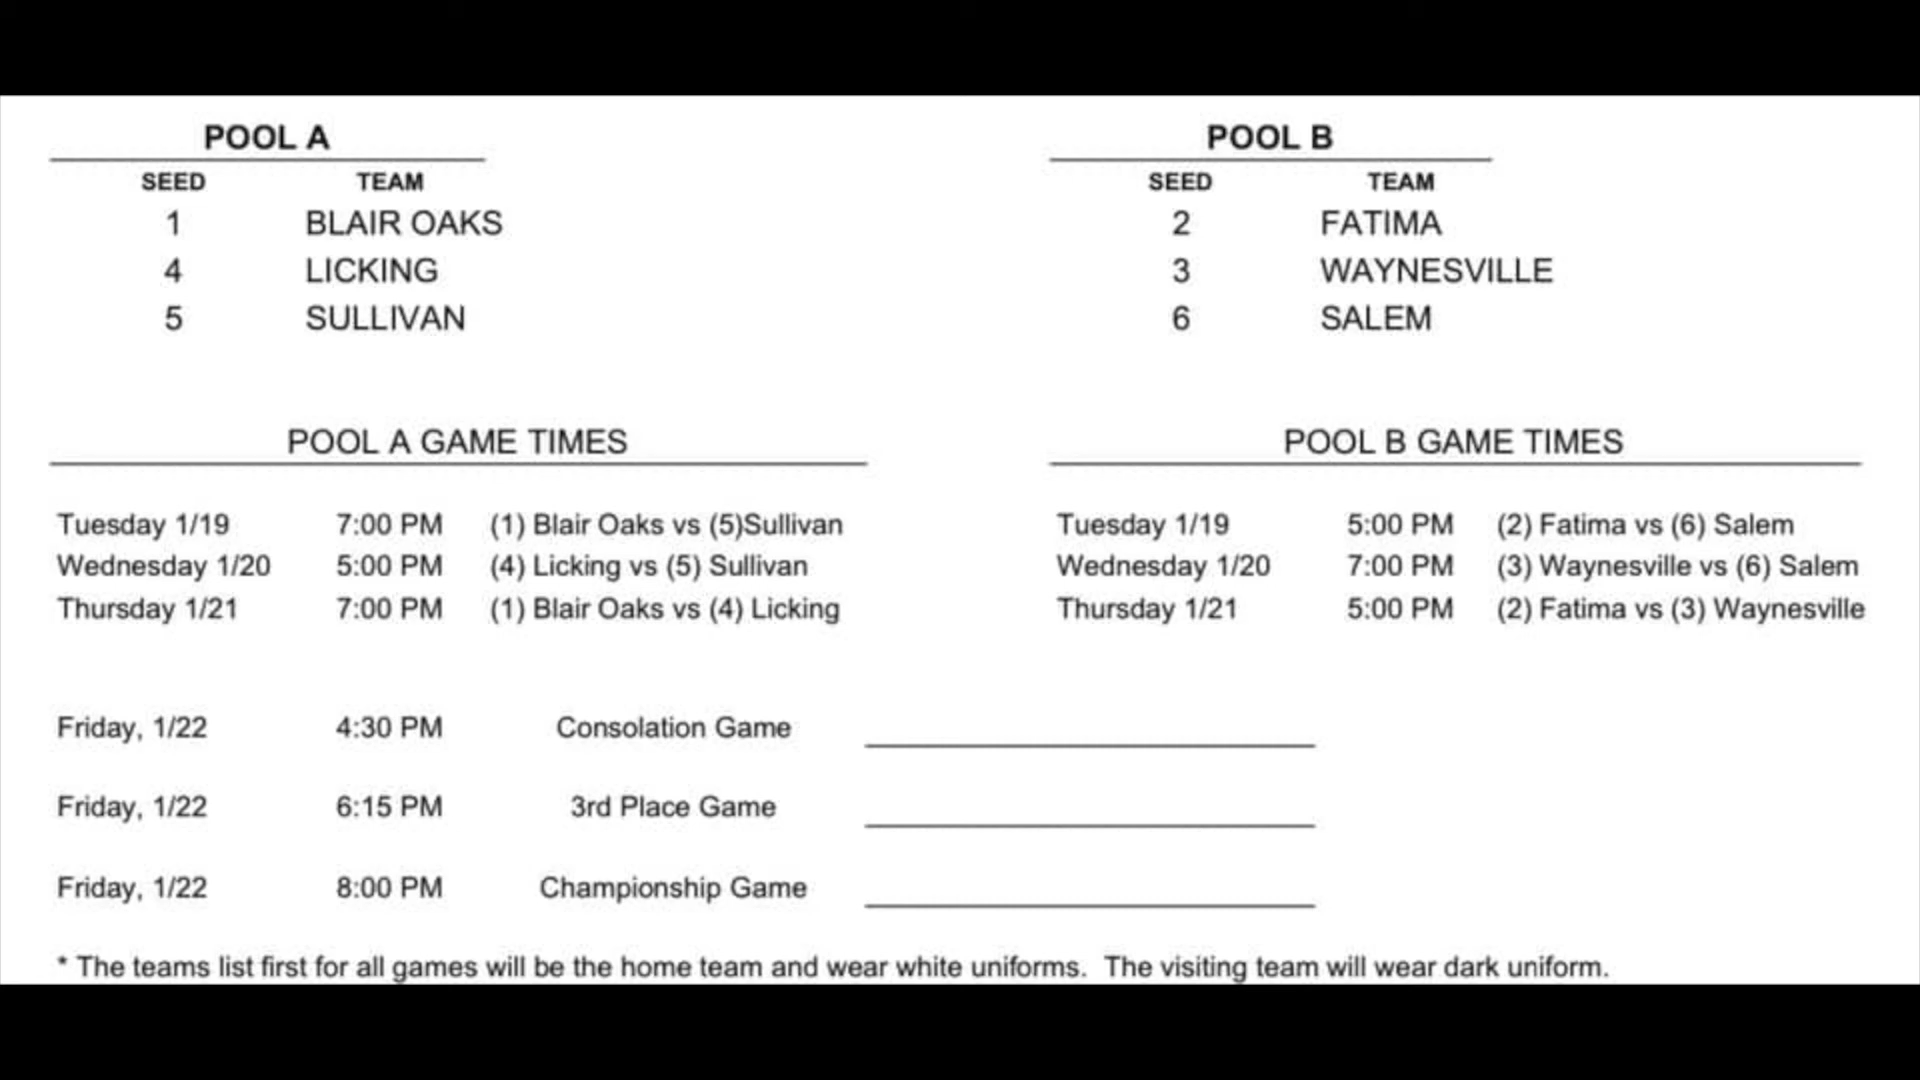 POOL A
SEED TEAM
1 BLAIR OAKS
4 LICKING
5 SULLIVAN
POOL B
SEED TEAM
2 FATIMA
3 WAYNESVILLE
6 SALEM
POOL A GAME TIMES
Tuesday 1/19 7:00 PM (1) Blair Oaks vs (5)Sullivan
Wednesday 1/20 5:00 PM (4) Licking vs (5) Sullivan
Thursday 1/21 7:00 PM (1) Blair Oaks vs (4) Licking
POOL B GAME TIMES
Tuesday 1/19 5:00 PM (2) Fatima vs (6) Salem
Wednesday 1/20 7:00 PM (3) Waynesville vs (6) Salem
Thursday 1/21 5:00 PM (2) Fatima vs (3) Waynesville
Friday, 1/22 4:30 PM Consolation Game
Friday, 1/22 6:15 PM 3rd Place Game
Friday, 1/22 8:00 PM Championship Game
* The teams list first for all games will be the home team and wear white uniforms. The visiting team will wear dark uniform.